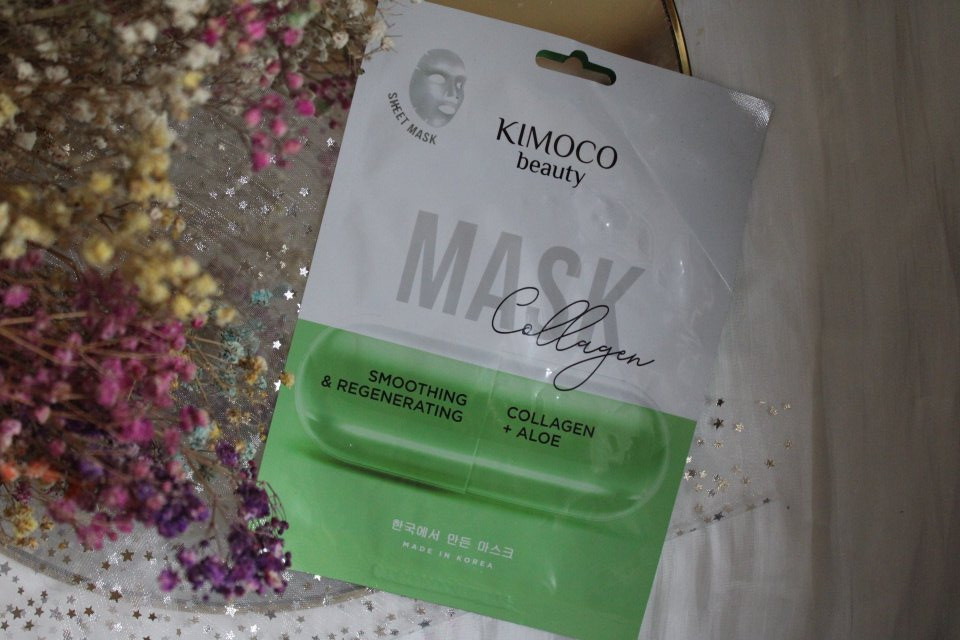 SHEET MASK
KIMOCO
beauty
MASK
Collagen
SMOOTHING
& REGENERATING
COLLAGEN
+ ALOE
한국에서 만든 마스크
MADE IN KOREA